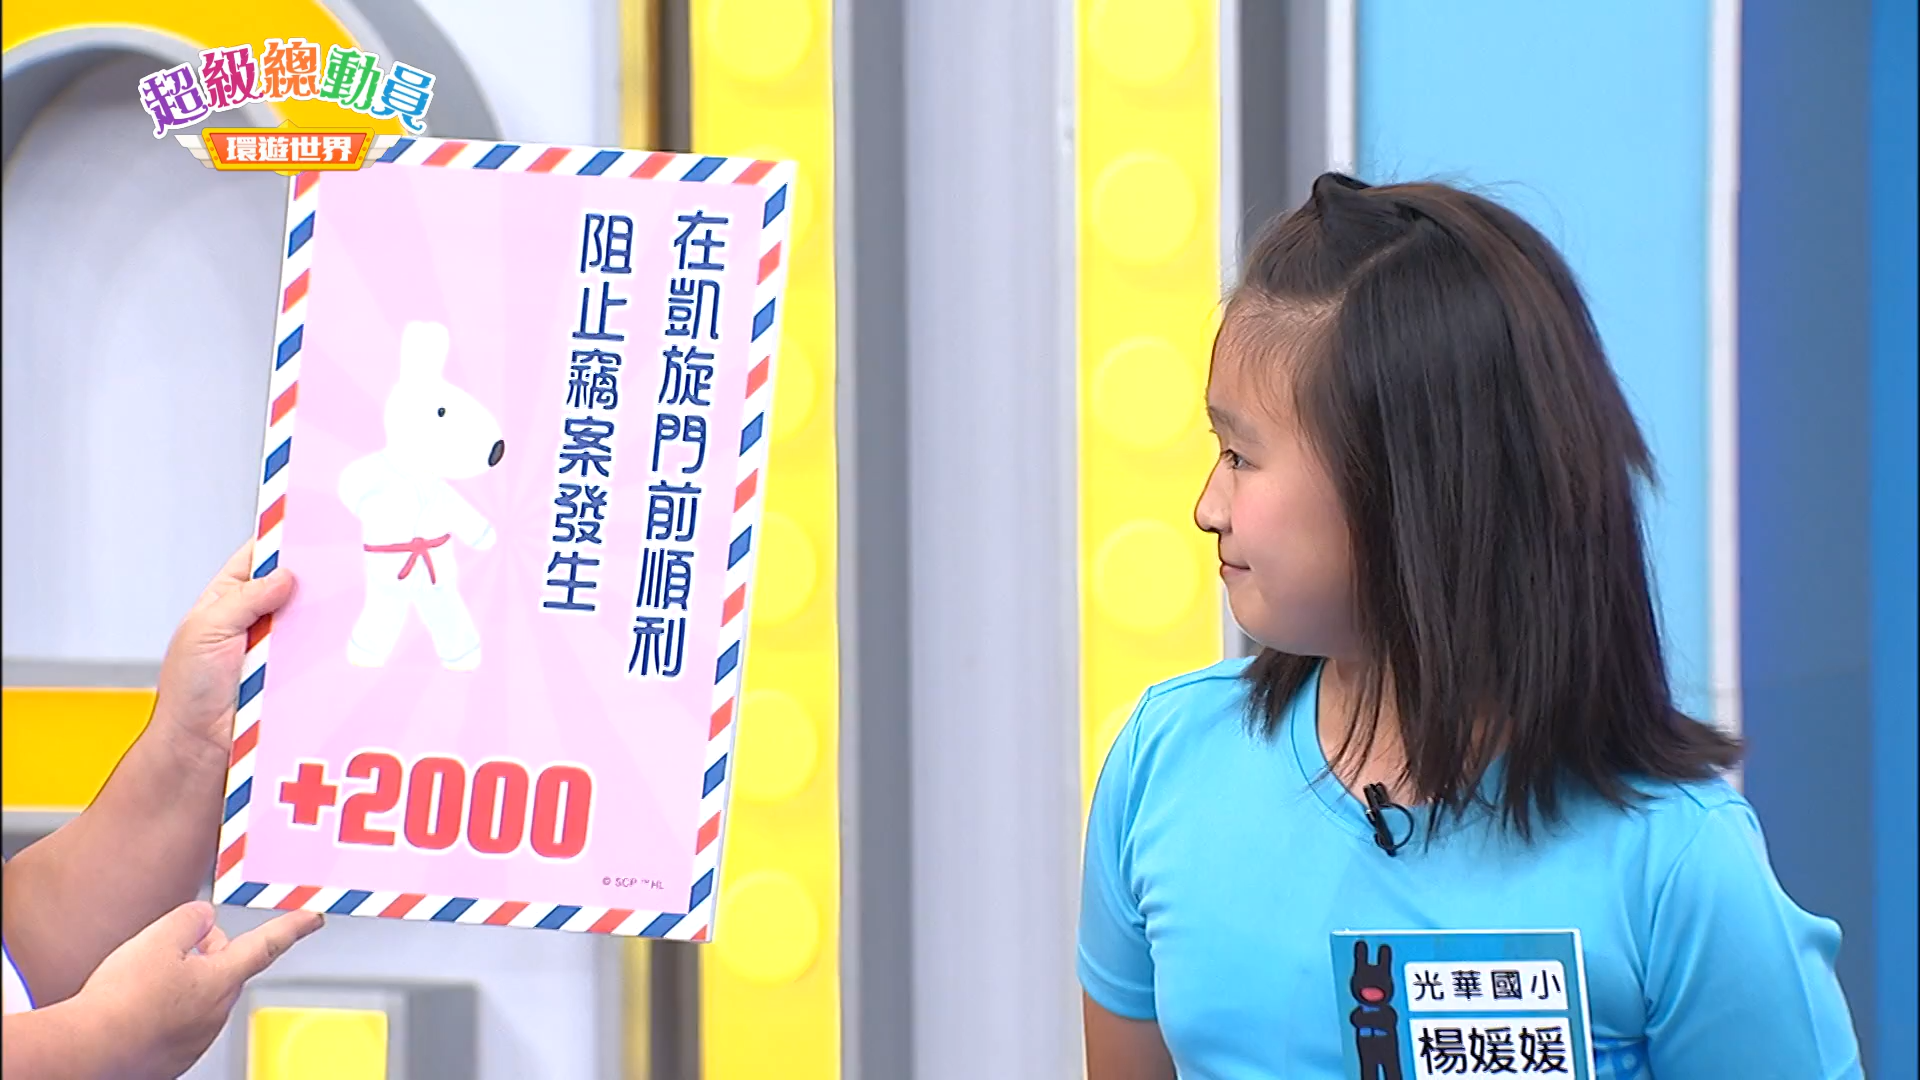 超級總動員
環遊世界
在凱旋門前順利
阻止竊案發生
+2000
© SCP ™ HL
光華國小
楊媛媛